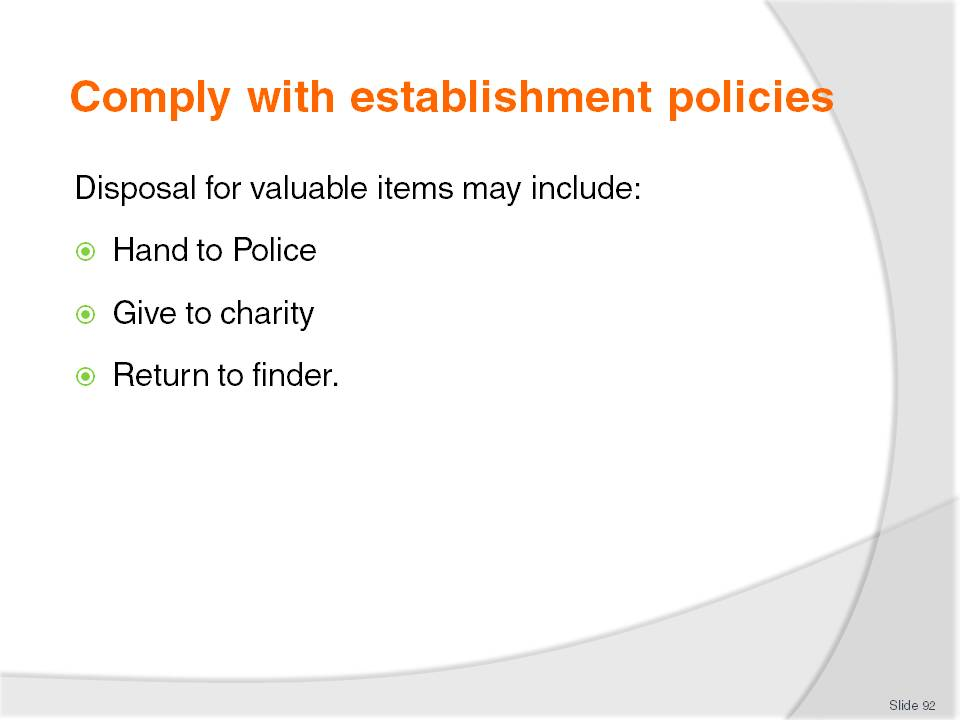 Comply with establishment policies
Disposal for valuable items may include:
Hand to Police
Give to charity
Return to finder.
Slide 92